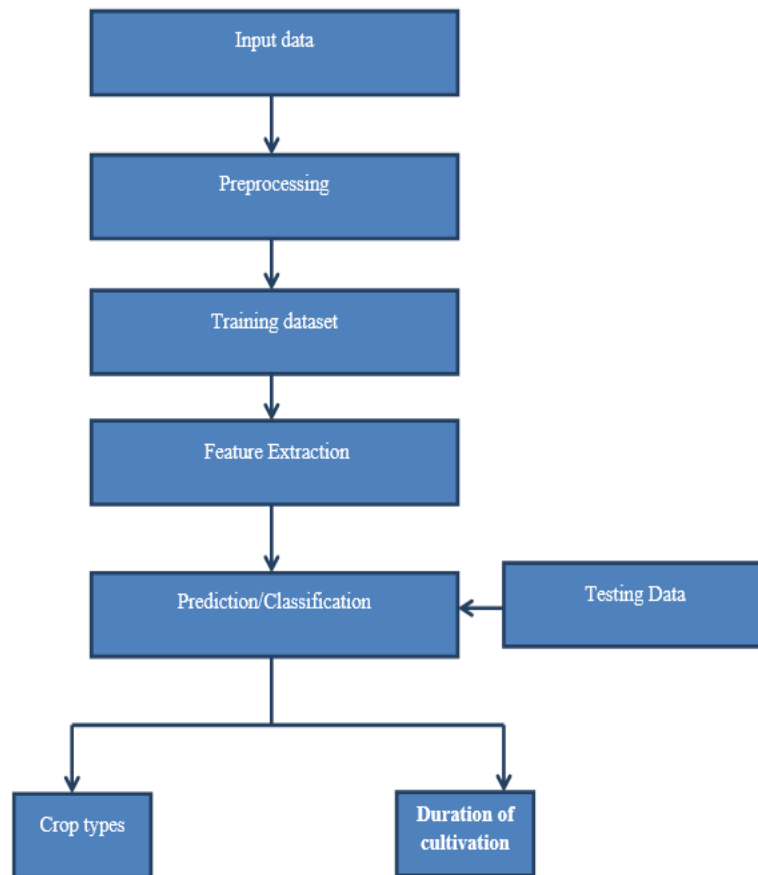 Input data
Preprocessing
Training dataset
Feature Extraction
Prediction/Classification
Testing Data
Crop types
Duration of
cultivation